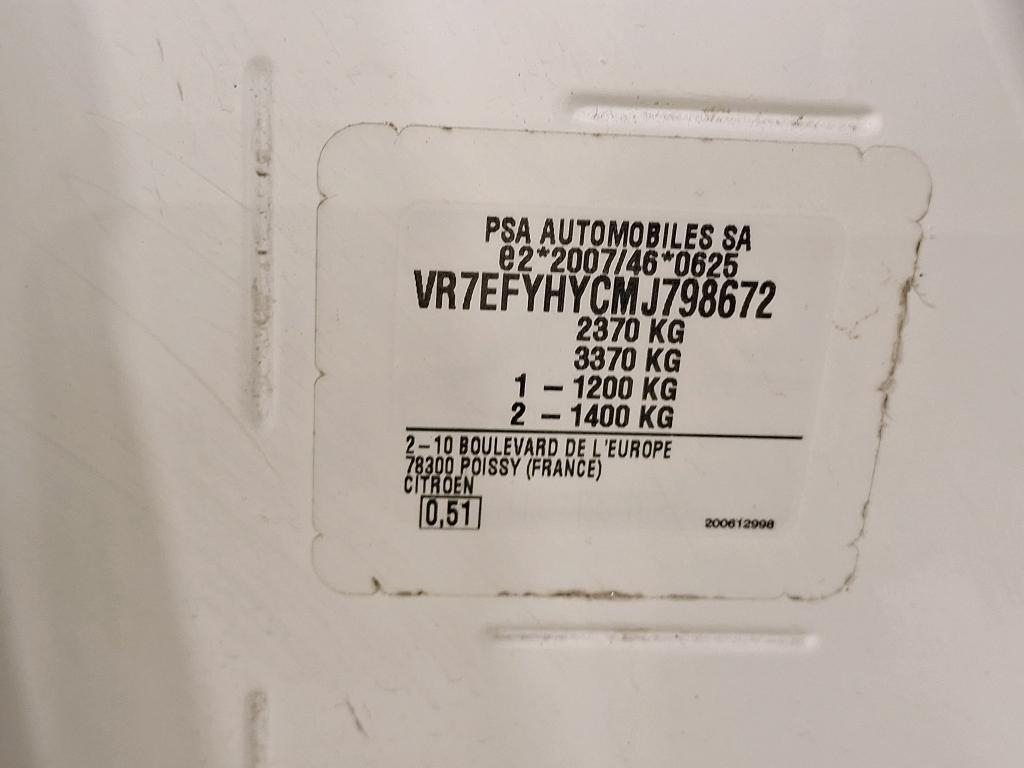 PSA AUTOMOBILES SA
e2*2007/46*0625
VR7EFYHYCMJ798672
2370 KG
3370 KG
1 – 1200 KG
2 – 1400 KG
2–10 BOULEVARD DE L'EUROPE
78300 POISSY (FRANCE)
CITROEN
0,51
200612998